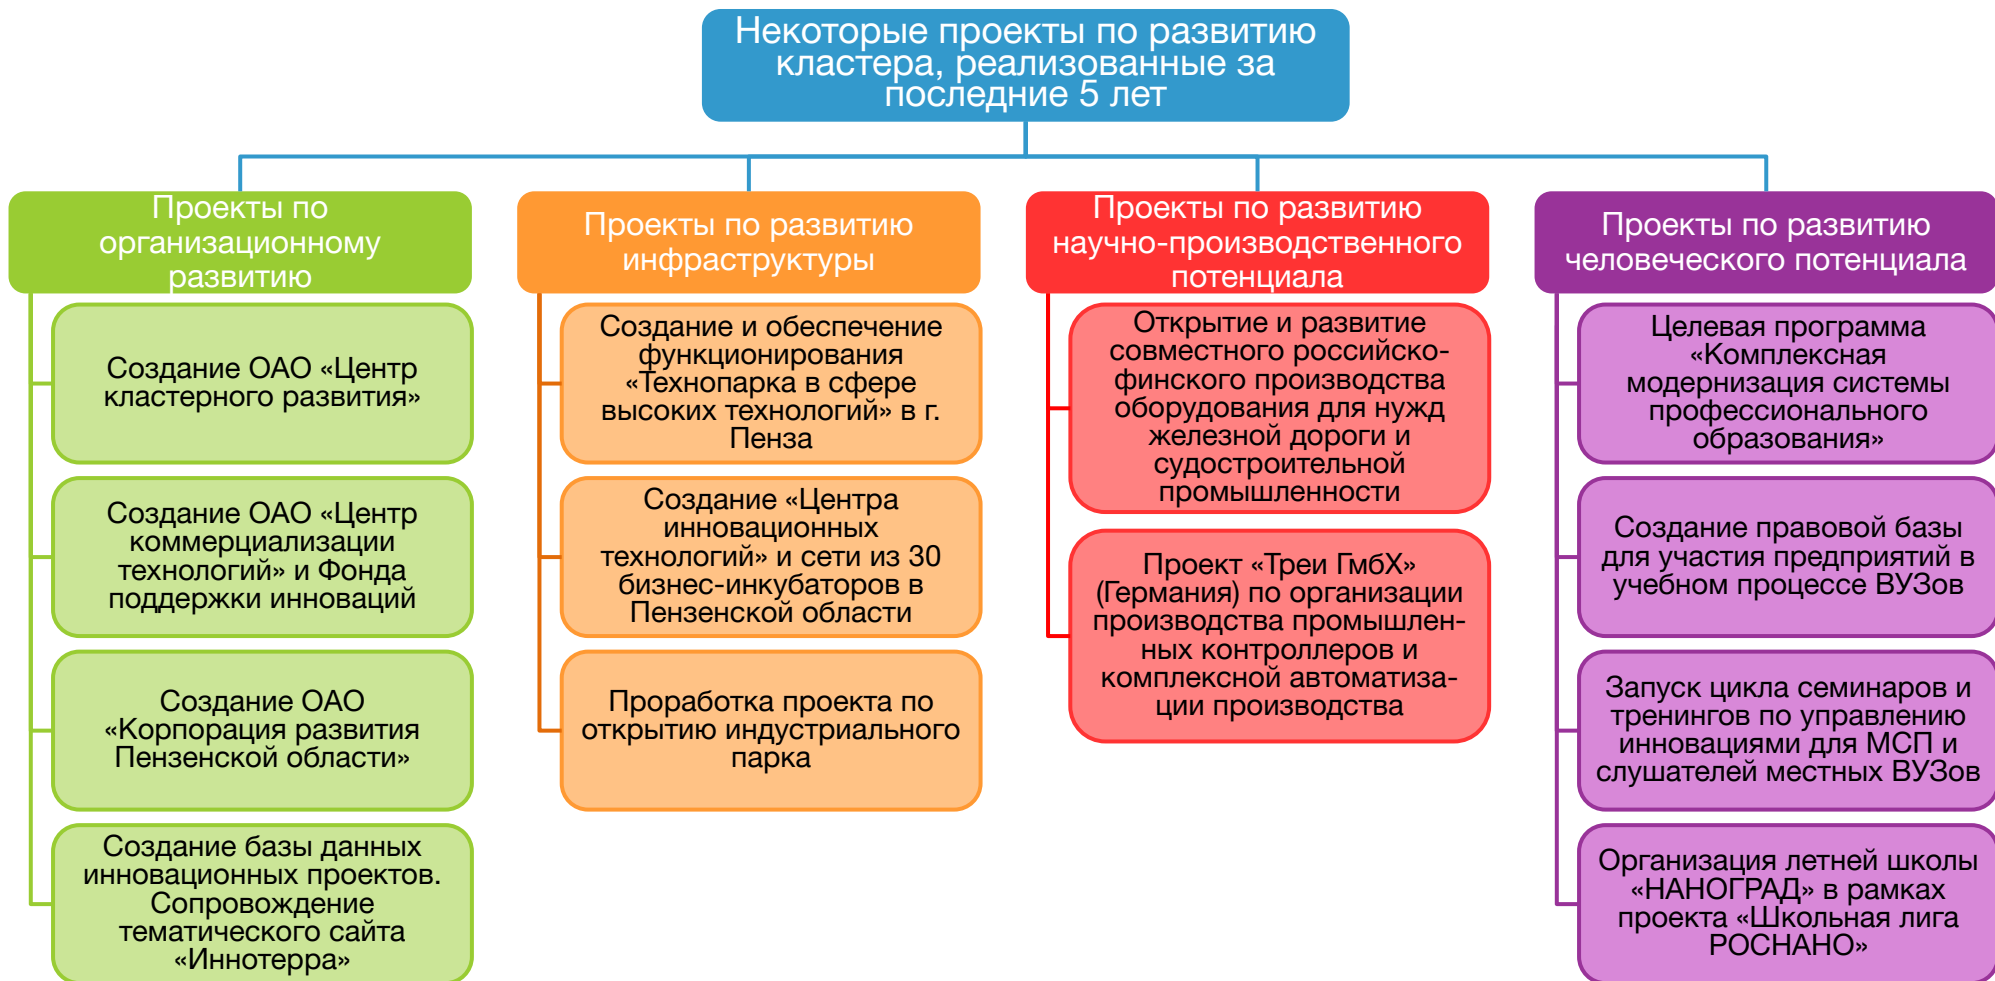 Некоторые проекты по развитию
кластера, реализованные за
последние 5 лет
Проекты по
организационному
развитию
Создание ОАО «Центр
кластерного развития»
Создание ОАО «Центр
коммерциализации
технологий» и Фонда
поддержки инноваций
Создание ОАО
«Корпорация развития
Пензенской области»
Создание базы данных
инновационных проектов.
Сопровождение
тематического сайта
«Иннотерра»
Проекты по развитию
инфраструктуры
Создание и обеспечение
функционирования
«Технопарка в сфере
высоких технологий» в г.
Пенза
Создание «Центра
инновационных
технологий» и сети из 30
бизнес-инкубаторов в
Пензенской области
Проработка проекта по
открытию индустриального
парка
Проекты по развитию
научно-производственного
потенциала
Открытие и развитие
совместного российско-
финского производства
оборудования для нужд
железной дороги и
судостроительной
промышленности
Проект «Треи ГмбХ»
(Германия) по организации
производства промышлен-
ных контроллеров и
комплексной автоматиза-
ции производства
Проекты по развитию
человеческого потенциала
Целевая программа
«Комплексная
модернизация системы
профессионального
образования»
Создание правовой базы
для участия предприятий в
учебном процессе ВУЗов
Запуск цикла семинаров и
тренингов по управлению
инновациями для МСП и
слушателей местных ВУЗов
Организация летней школы
«НАНОГРАД» в рамках
проекта «Школьная лига
РОСНАНО»